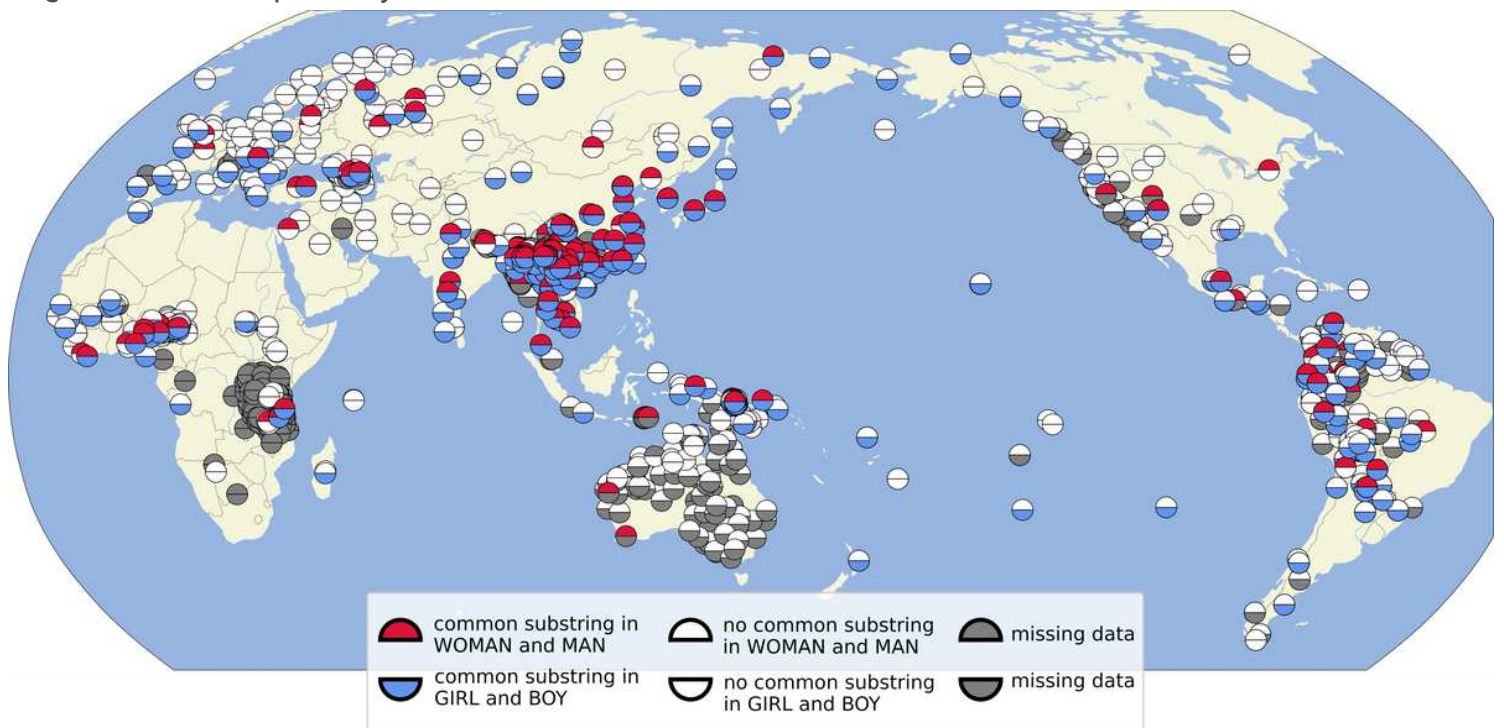 common substring in
WOMAN and MAN
no common substring
in WOMAN and MAN
missing data
common substring in
GIRL and BOY
no common substring
in GIRL and BOY
missing data